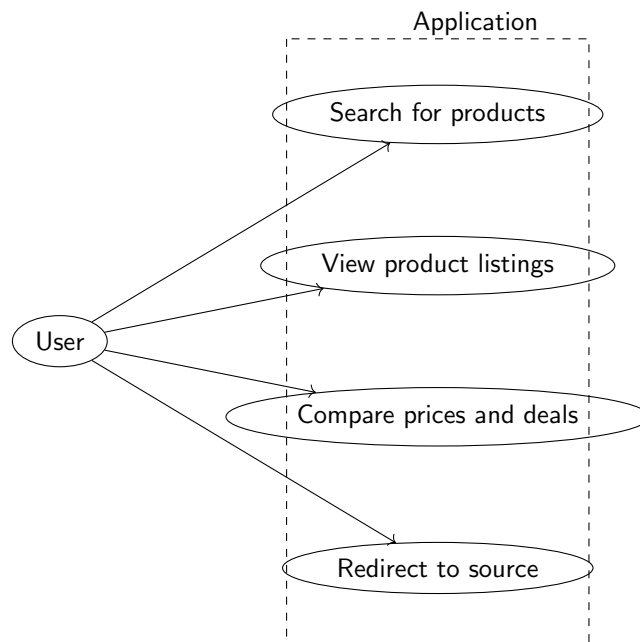 Application
Search for products
View product listings
User
Compare prices and deals
Redirect to source